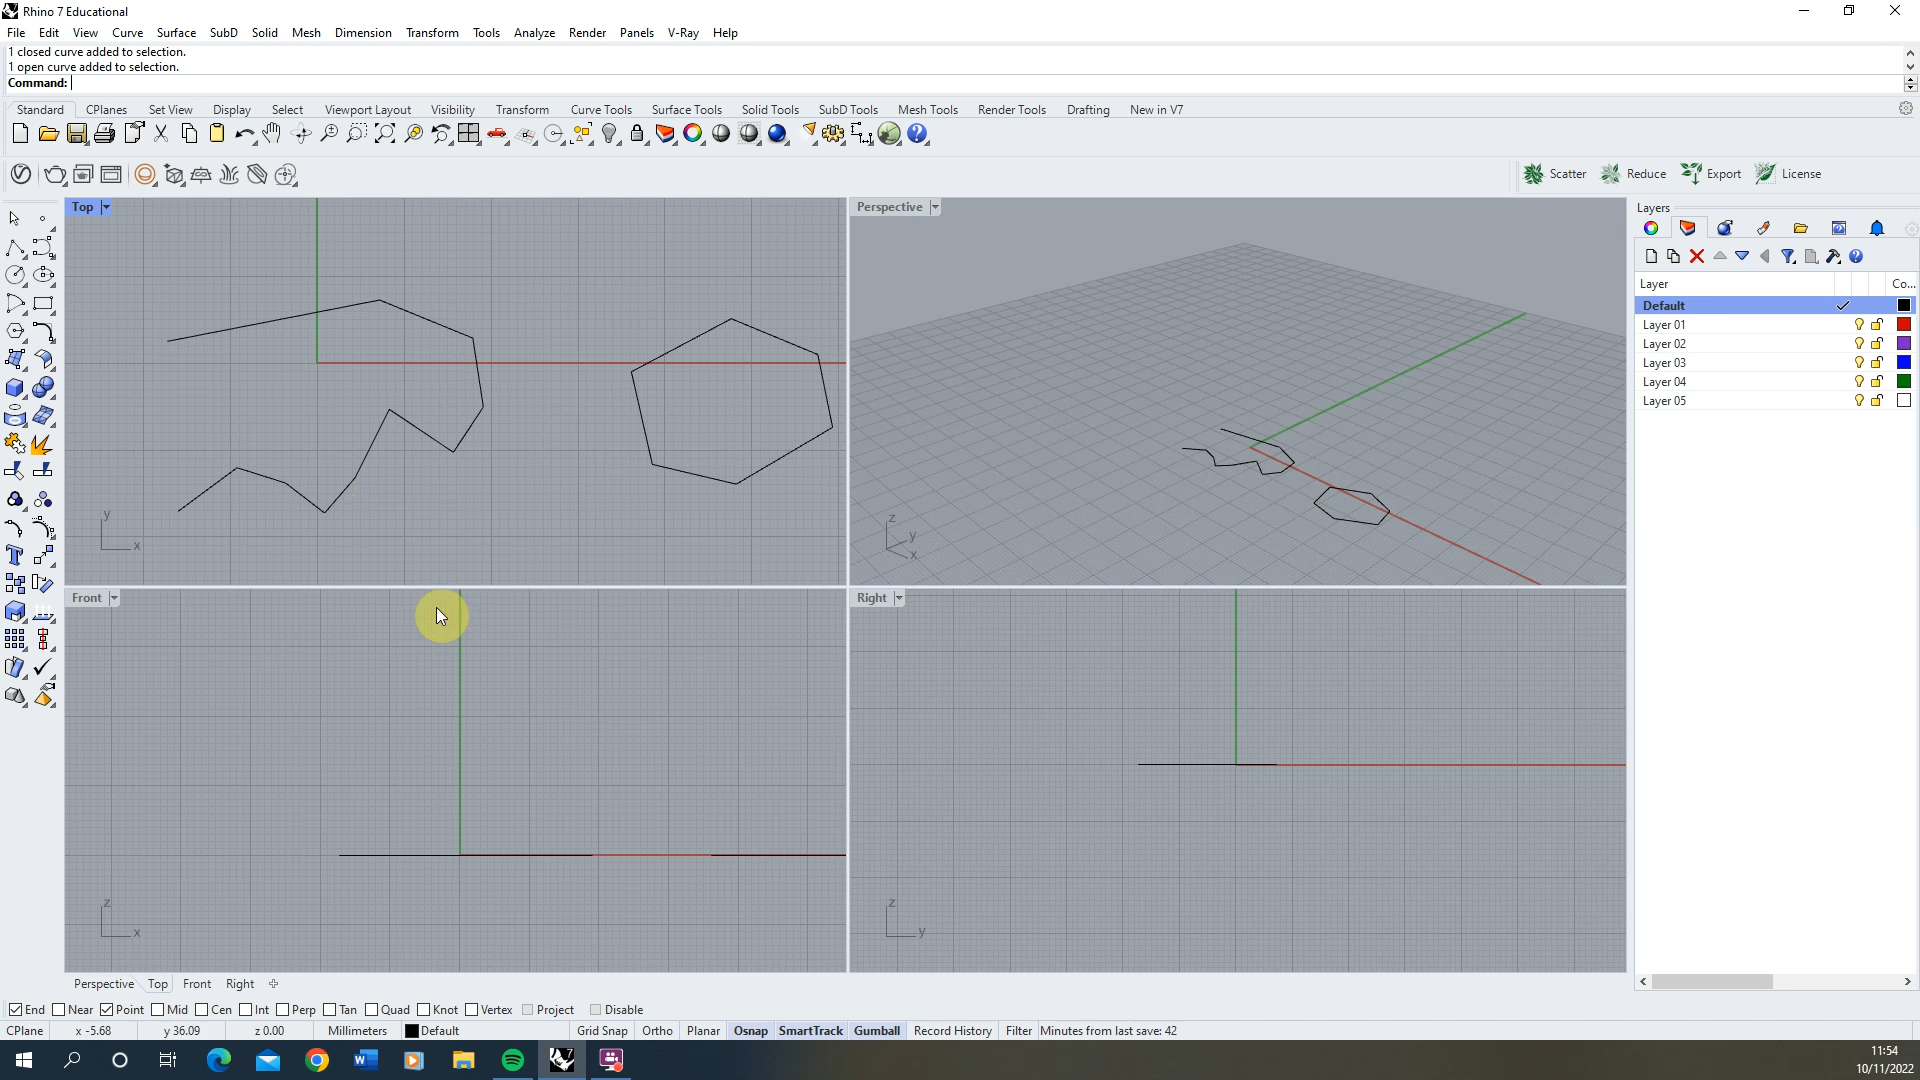 Rhino 7 Educational
File Edit View Curve Surface SubD Solid Mesh Dimension Transform Tools Analyze Render Panels V-Ray Help
1 closed curve added to selection.
1 open curve added to selection.
Command:
Standard CPlanes Set View Display Select Viewport Layout Visibility Transform Curve Tools Surface Tools Solid Tools SubD Tools Mesh Tools Render Tools Drafting New in V7
Scatter Reduce Export License
Top
Perspective
Layers
Layer Co...
Default
Layer 01
Layer 02
Layer 03
Layer 04
Layer 05
y
x
z
y
x
Front
Right
z
x
z
y
Perspective Top Front Right
End Near Point Mid Cen Int Perp Tan Quad Knot Vertex Project Disable
CPlane x -5.68 y 36.09 z 0.00 Millimeters Default Grid Snap Ortho Planar Osnap SmartTrack Gumball Record History Filter Minutes from last save: 42
11:54
10/11/2022